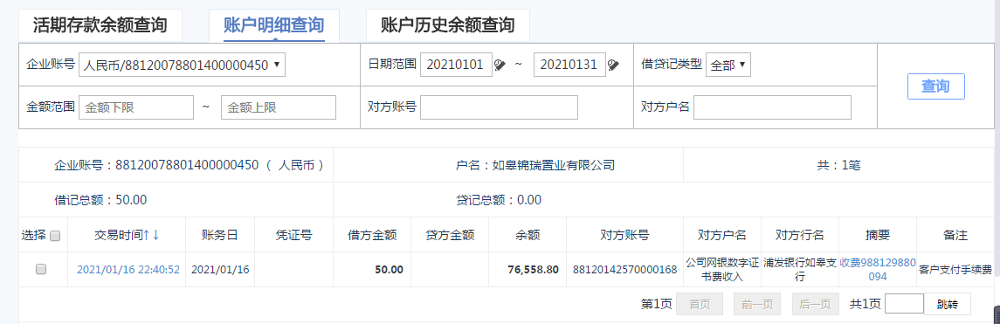 活期存款余额查询 账户明细查询 账户历史余额查询
企业账号 人民币/88120078801400000450 日期范围 20210101 ~ 20210131 借贷记类型 全部
查询
金额范围 金额下限 ~ 金额上限 对方账号 对方户名
企业账号：88120078801400000450 （ 人民币 ） 户名：如皋锦瑞置业有限公司 共：1笔
借记总额：50.00 贷记总额：0.00
选择 交易时间↑↓ 账务日 凭证号 借方金额 贷方金额 余额 对方账号 对方户名 对方行名 摘要 备注
2021/01/16 22:40:52 2021/01/16 50.00 76,558.80 88120142570000168 公司网银数字证书费收入 浦发银行如皋支行 收费988129880094 客户支付手续费
第1页 首页 前一页 后一页 共1页 跳转